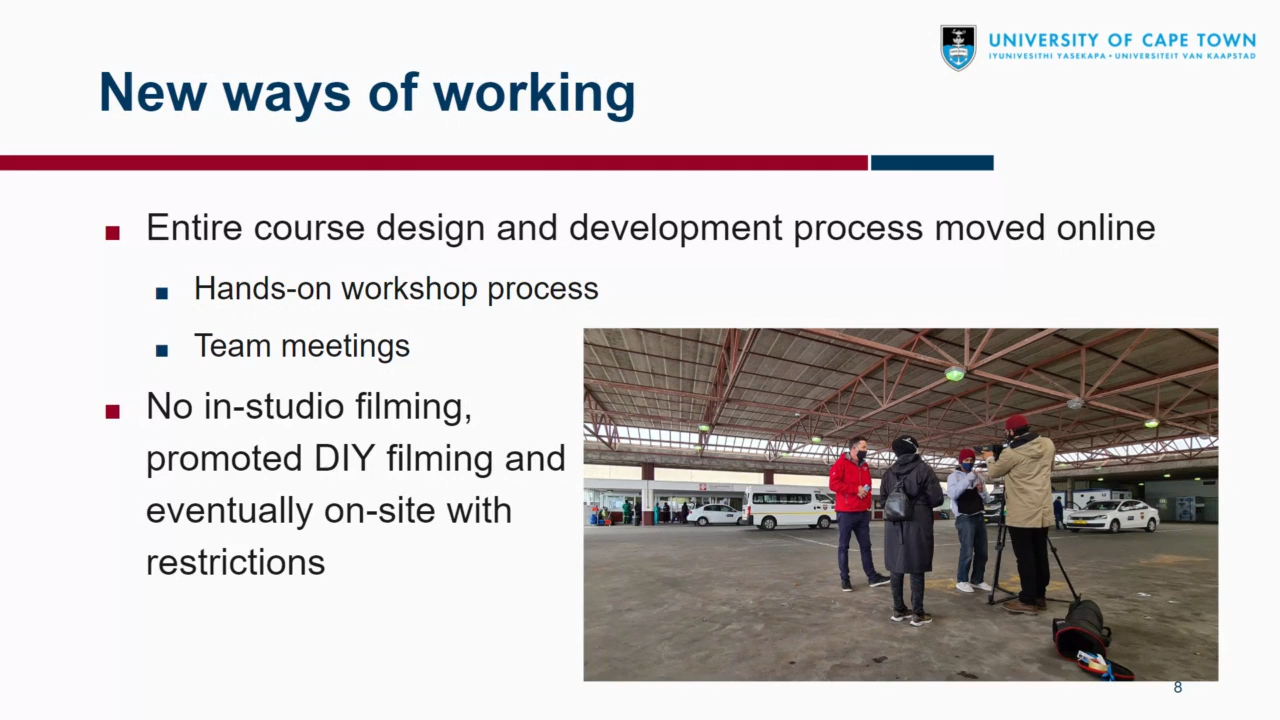 UNIVERSITY OF CAPE TOWN
IYUNIVESITHI YASEKAPA • UNIVERSITEIT VAN KAAPSTAD
New ways of working
Entire course design and development process moved online
Hands-on workshop process
Team meetings
No in-studio filming,
promoted DIY filming and
eventually on-site with
restrictions
8